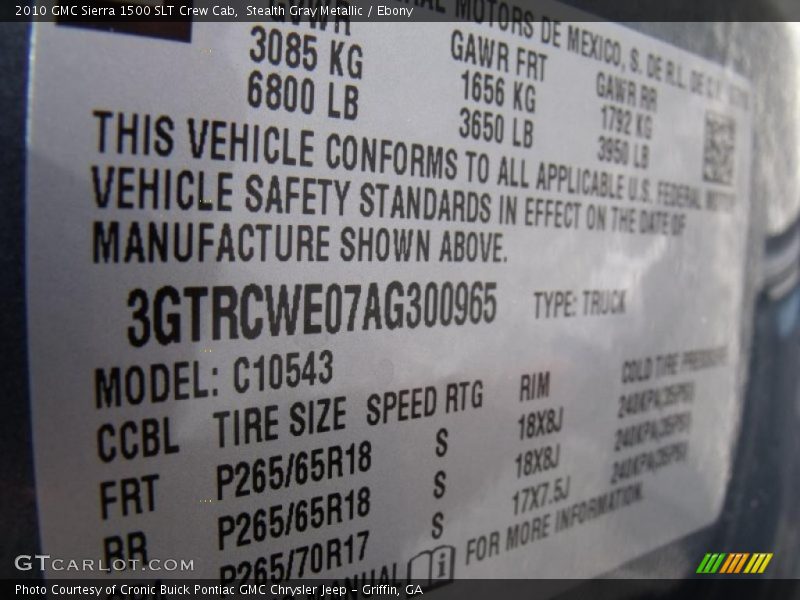 2010 GMC Sierra 1500 SLT Crew Cab, Stealth Gray Metallic / Ebony
MOTORS DE MEXICO, S. DE R.L. DE C.V.
GVWR GAWR FRT GAWR RR
3085 KG 1656 KG 1792 KG
6800 LB 3650 LB 3950 LB
THIS VEHICLE CONFORMS TO ALL APPLICABLE U.S. FEDERAL MOTOR
VEHICLE SAFETY STANDARDS IN EFFECT ON THE DATE OF
MANUFACTURE SHOWN ABOVE.
3GTRCWE07AG300965 TYPE: TRUCK
MODEL: C10543
CCBL TIRE SIZE SPEED RTG RIM COLD TIRE PRESSURE
FRT P265/65R18 S 18X8J 240KPA(35PSI)
RR P265/65R18 S 18X8J 240KPA(35PSI)
P265/70R17 S 17X7.5J 240KPA(35PSI)
MANUAL FOR MORE INFORMATION.
GTCARLOT.COM
Photo Courtesy of Cronic Buick Pontiac GMC Chrysler Jeep – Griffin, GA